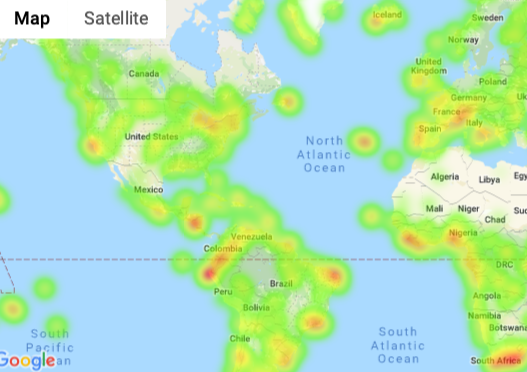 Map Satellite
Iceland
Sweden
Norway
Canada
United
Kingdom
Poland
Germany
Uk
France
Italy
United States
Spain
North
Atlantic
Ocean
Algeria
Libya
Egy
Mexico
Mali
Niger
Chad
Suc
Nigeria
Venezuela
Colombia
DRC
Brazil
Peru
Angola
Bolivia
Namibia
Botswana
South
Pacific
Chile
South
Atlantic
Ocean
Google
South Africa